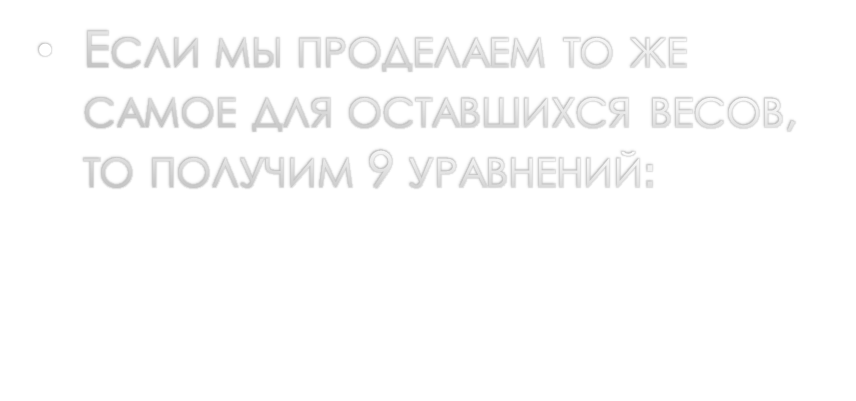 Если мы проделаем то же
самое для оставшихся весов,
то получим 9 уравнений: